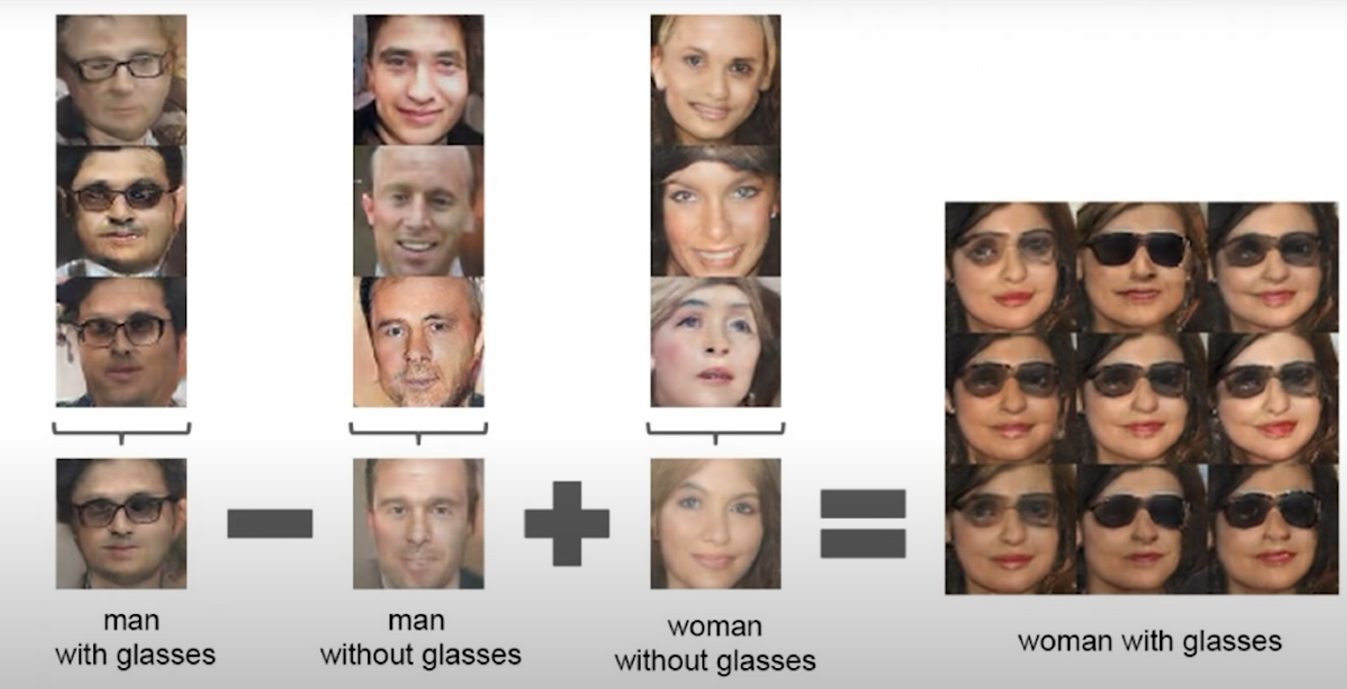 man
with glasses
man
without glasses
woman
without glasses
woman with glasses